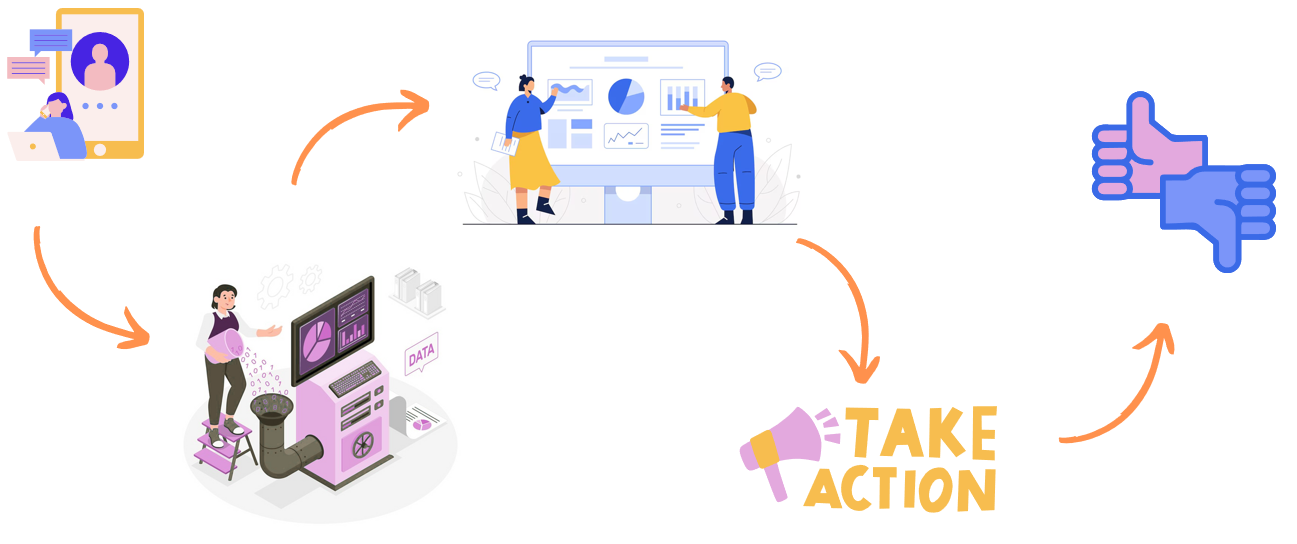 DATA
TAKE
ACTION